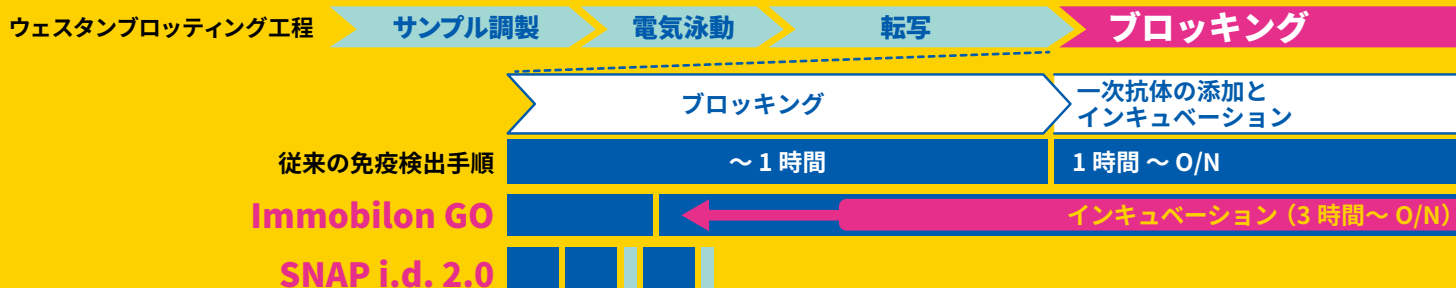 ウェスタンブロッティング工程
サンプル調製
電気泳動
転写
ブロッキング
ブロッキング
一次抗体の添加と
インキュベーション
従来の免疫検出手順
～ 1 時間
1 時間 ～ O/N
Immobilon GO
インキュベーション（3 時間～ O/N）
SNAP i.d. 2.0